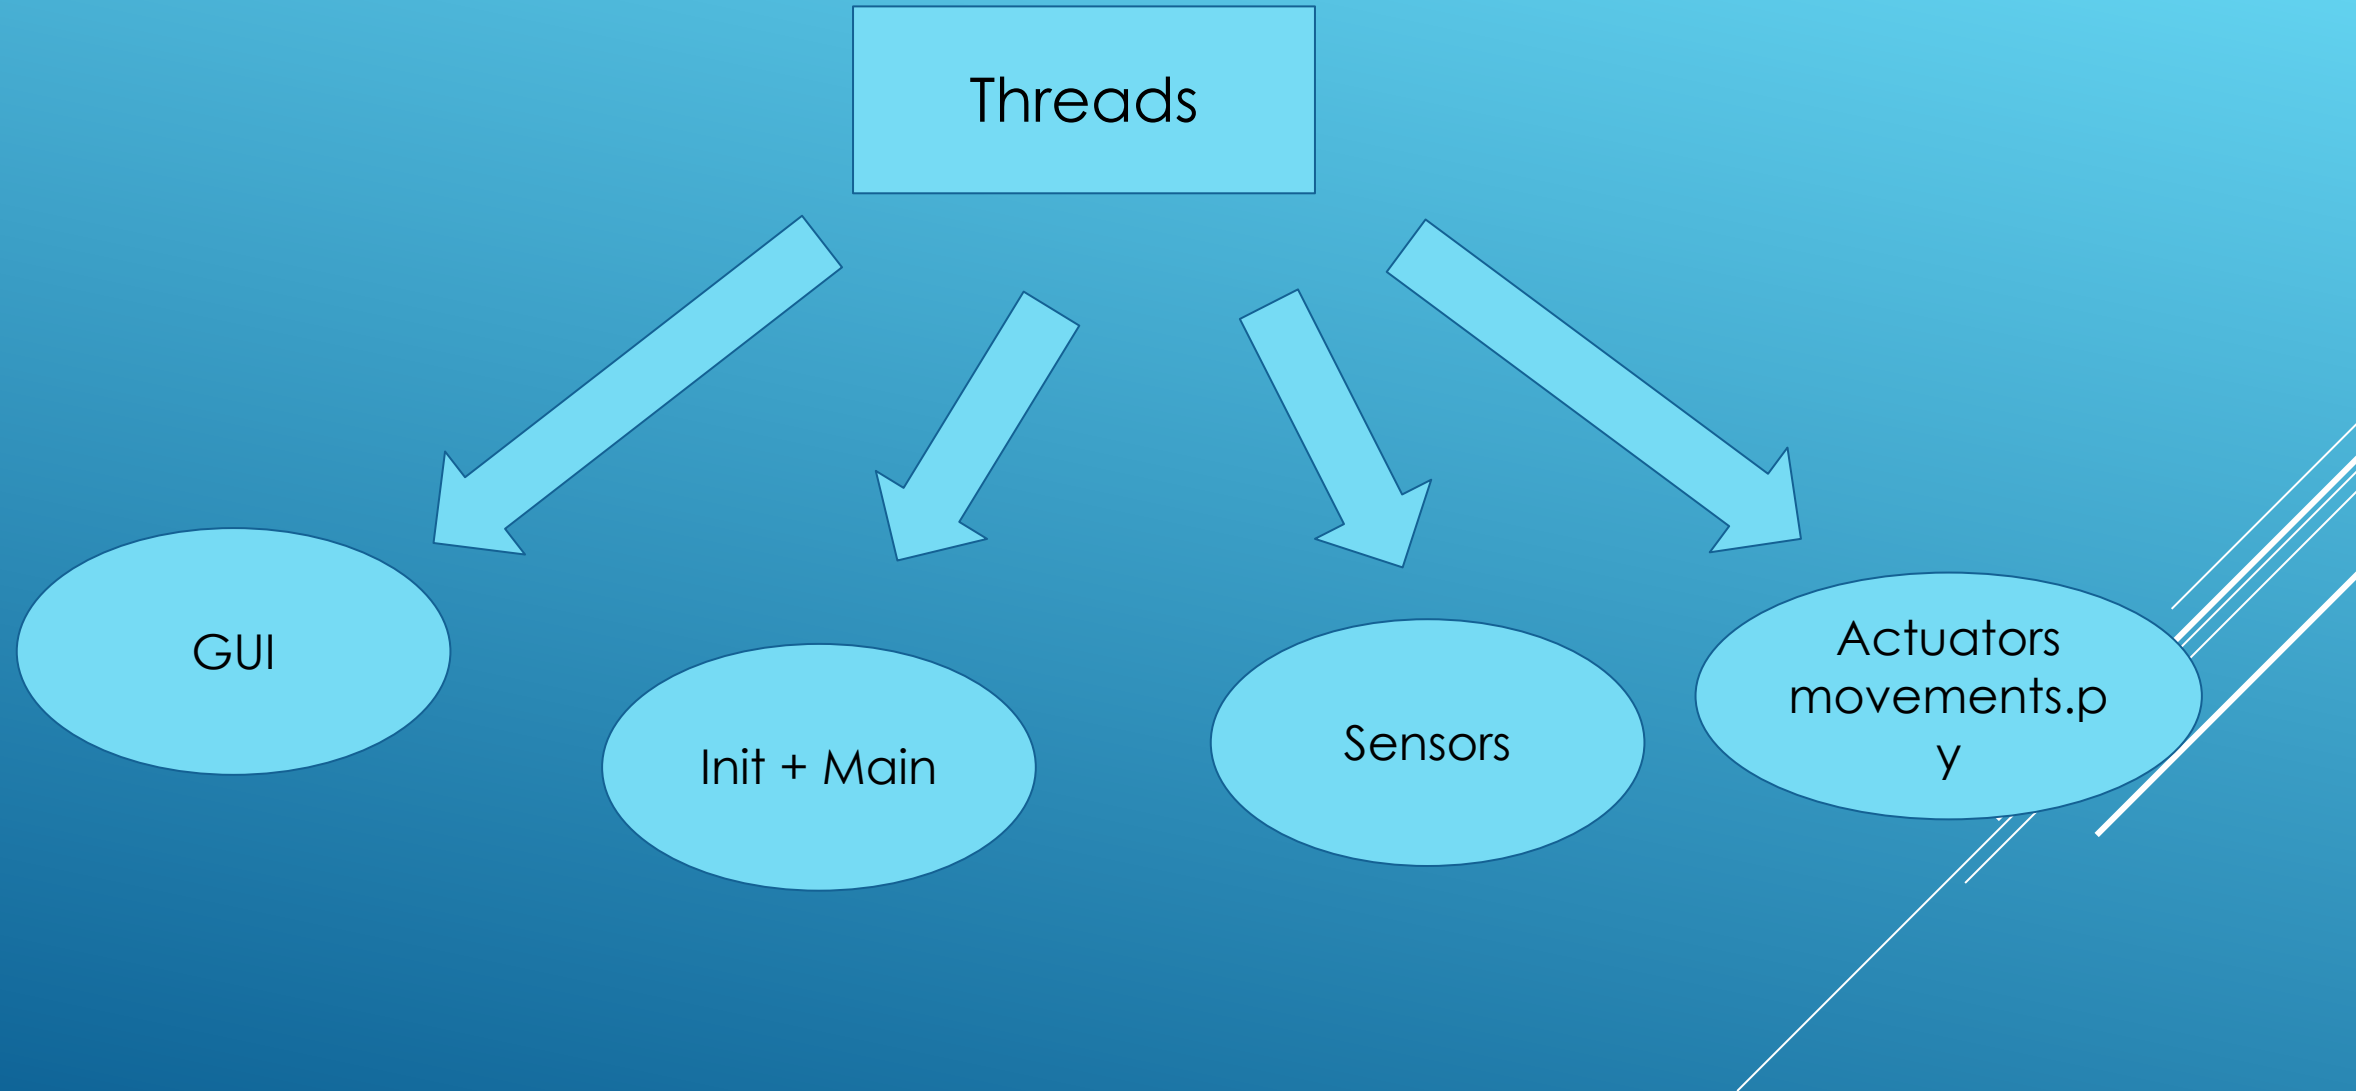 Threads
GUI
Init + Main
Sensors
Actuators
movements.p
y